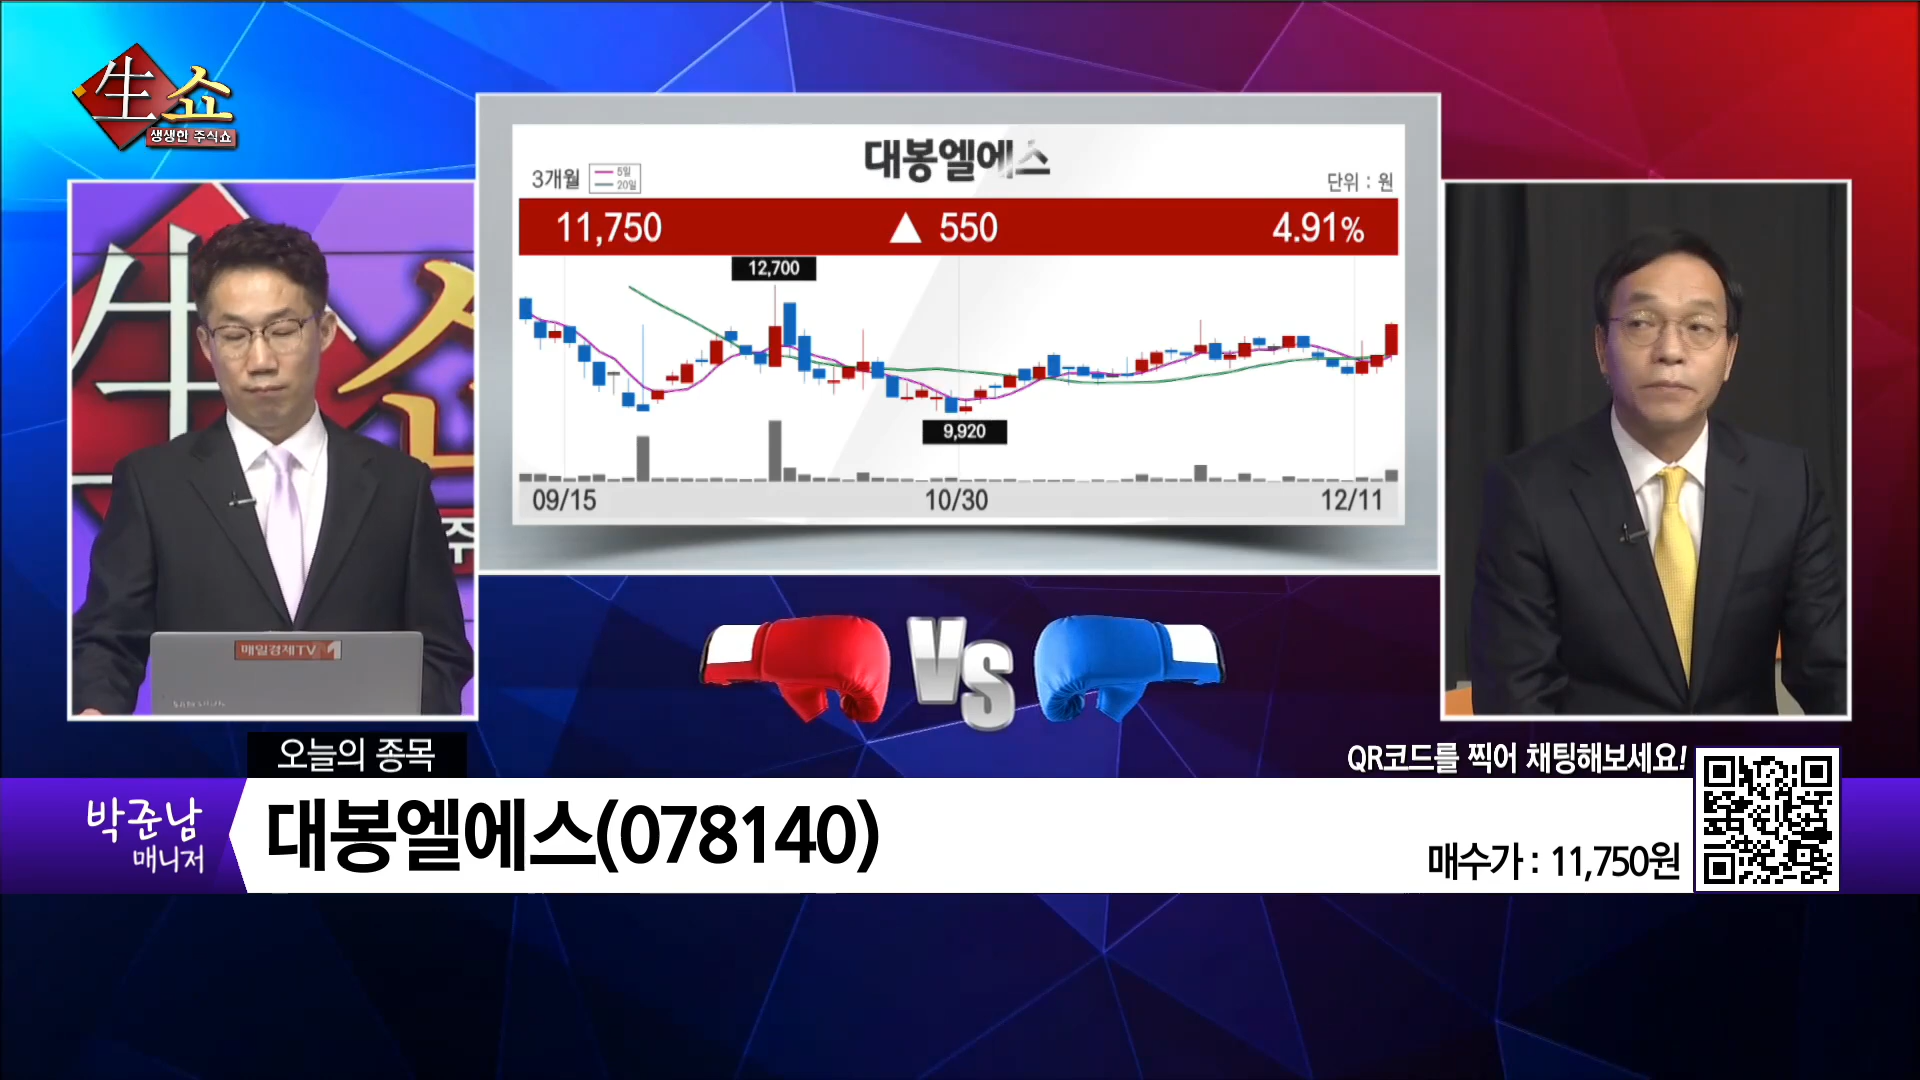 生쇼
생생한 주식쇼
대봉엘에스
3개월
5일
20일
단위 : 원
11,750 ▲ 550 4.91%
12,700
9,920
09/15 10/30 12/11
生쇼
주
매일경제TV
VS
오늘의 종목
QR코드를 찍어 채팅해보세요!
박준남
매니저
대봉엘에스(078140)
매수가 : 11,750원